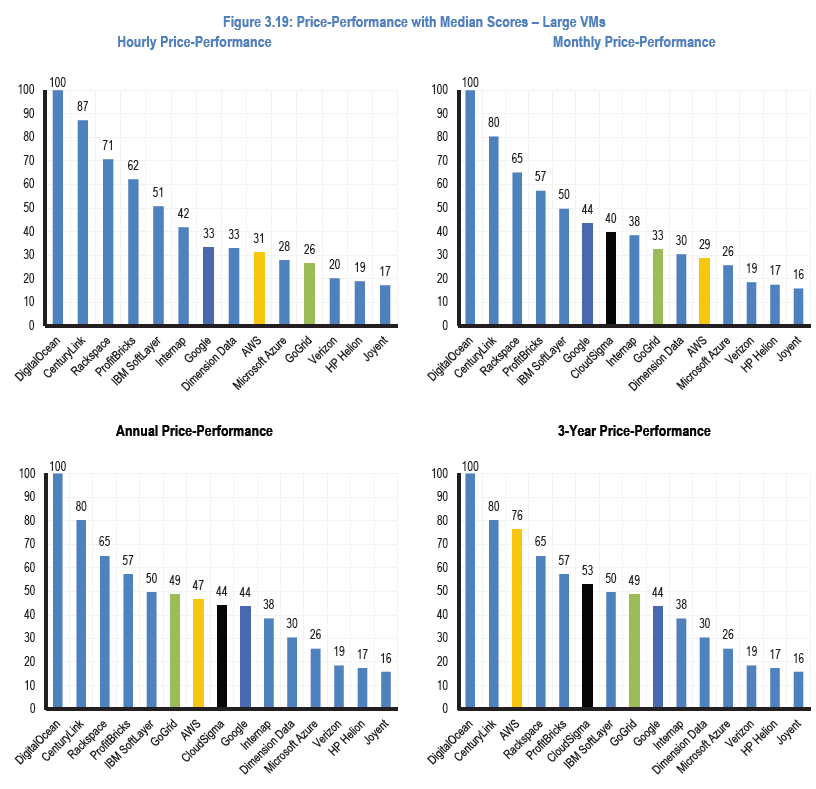 Figure 3.19: Price-Performance with Median Scores – Large VMs
Hourly Price-Performance
100
90
80
70
60
50
40
30
20
10
0
100
87
71
62
51
42
33
33
31
28
26
20
19
17
DigitalOcean
CenturyLink
Rackspace
ProfitBricks
IBM SoftLayer
Internap
Google
Dimension Data
AWS
Microsoft Azure
GoGrid
Verizon
HP Helion
Joyent
Monthly Price-Performance
100
90
80
70
60
50
40
30
20
10
0
100
80
65
57
50
44
40
38
33
30
29
26
19
17
16
DigitalOcean
CenturyLink
Rackspace
ProfitBricks
IBM SoftLayer
Google
CloudSigma
Internap
GoGrid
Dimension Data
AWS
Microsoft Azure
Verizon
HP Helion
Joyent
Annual Price-Performance
100
90
80
70
60
50
40
30
20
10
0
100
80
65
57
50
49
47
44
44
38
30
26
19
17
16
DigitalOcean
CenturyLink
Rackspace
ProfitBricks
IBM SoftLayer
GoGrid
AWS
CloudSigma
Google
Internap
Dimension Data
Microsoft Azure
Verizon
HP Helion
Joyent
3-Year Price-Performance
100
90
80
70
60
50
40
30
20
10
0
100
80
76
65
57
53
50
49
44
38
30
26
19
17
16
DigitalOcean
CenturyLink
AWS
Rackspace
ProfitBricks
CloudSigma
IBM SoftLayer
GoGrid
Google
Internap
Dimension Data
Microsoft Azure
Verizon
HP Helion
Joyent